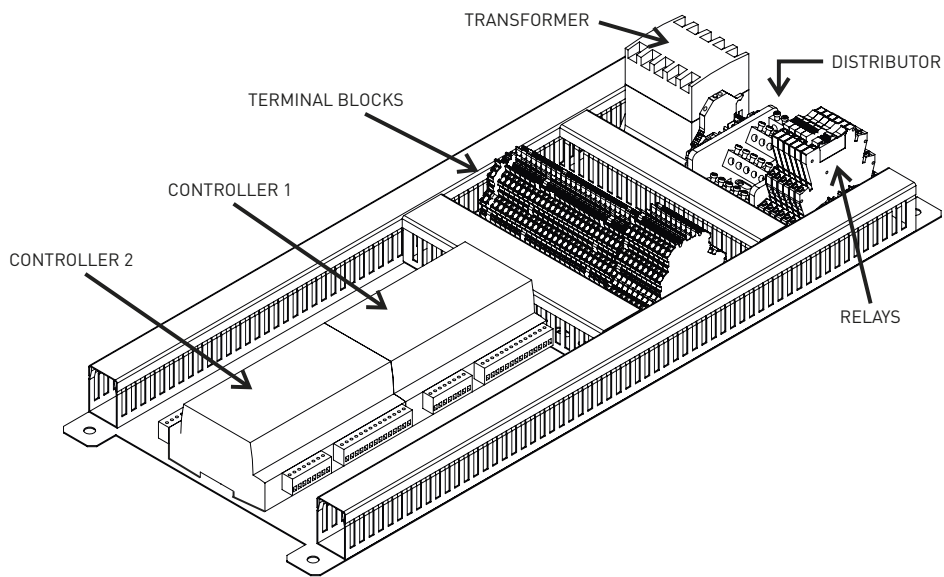 TRANSFORMER
DISTRIBUTOR
TERMINAL BLOCKS
CONTROLLER 1
CONTROLLER 2
RELAYS